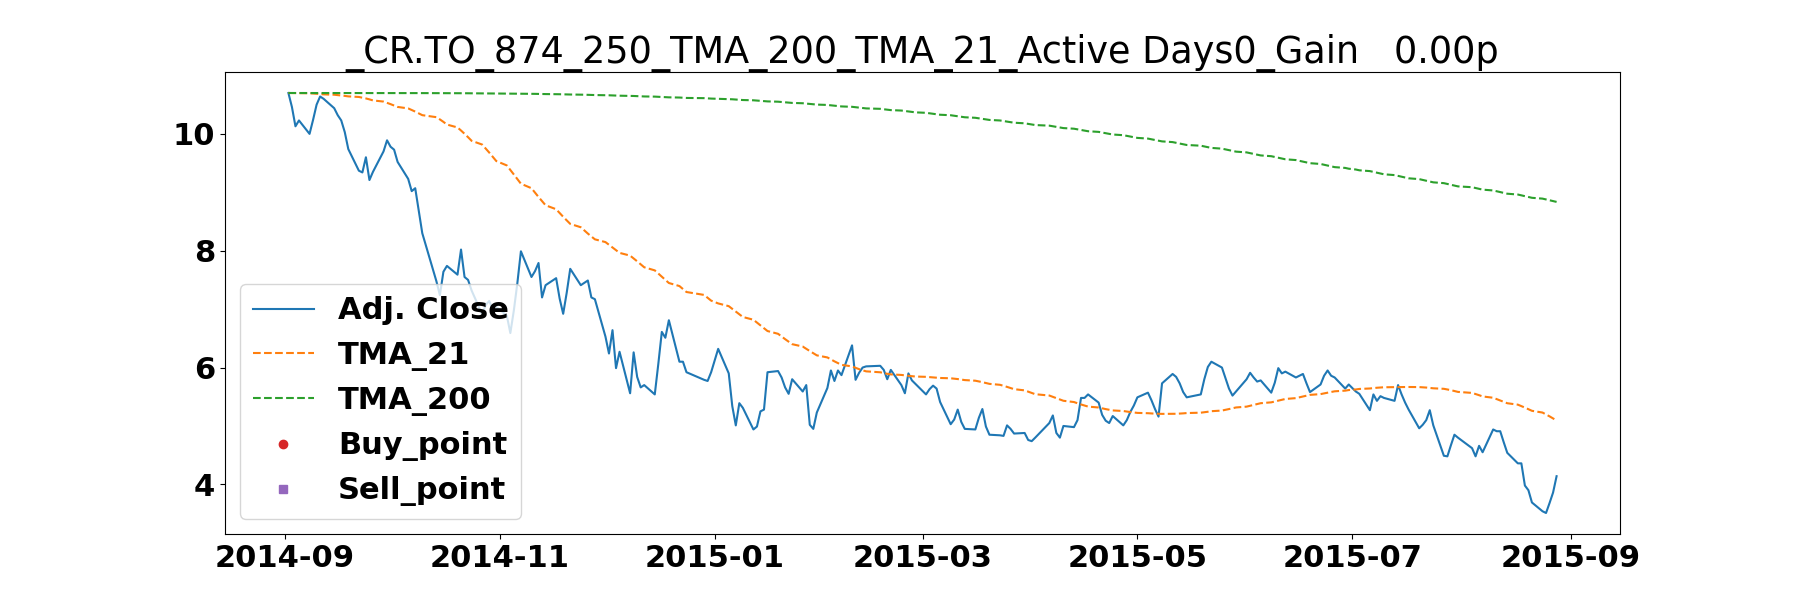 _CR.TO_874_250_TMA_200_TMA_21_Active Days0_Gain   0.00p
10
8
6
4
Adj. Close
TMA_21
TMA_200
Buy_point
Sell_point
2014-09 2014-11 2015-01 2015-03 2015-05 2015-07 2015-09